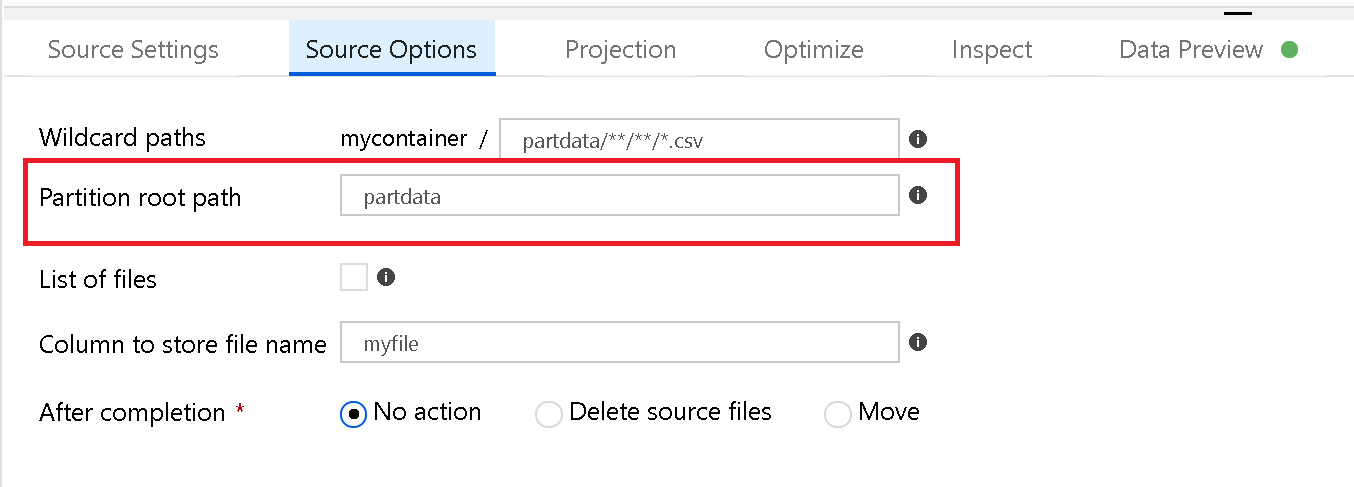 Source Settings Source Options Projection Optimize Inspect Data Preview
Wildcard paths mycontainer / partdata/**/**/*.csv
Partition root path partdata
List of files
Column to store file name myfile
After completion * No action Delete source files Move